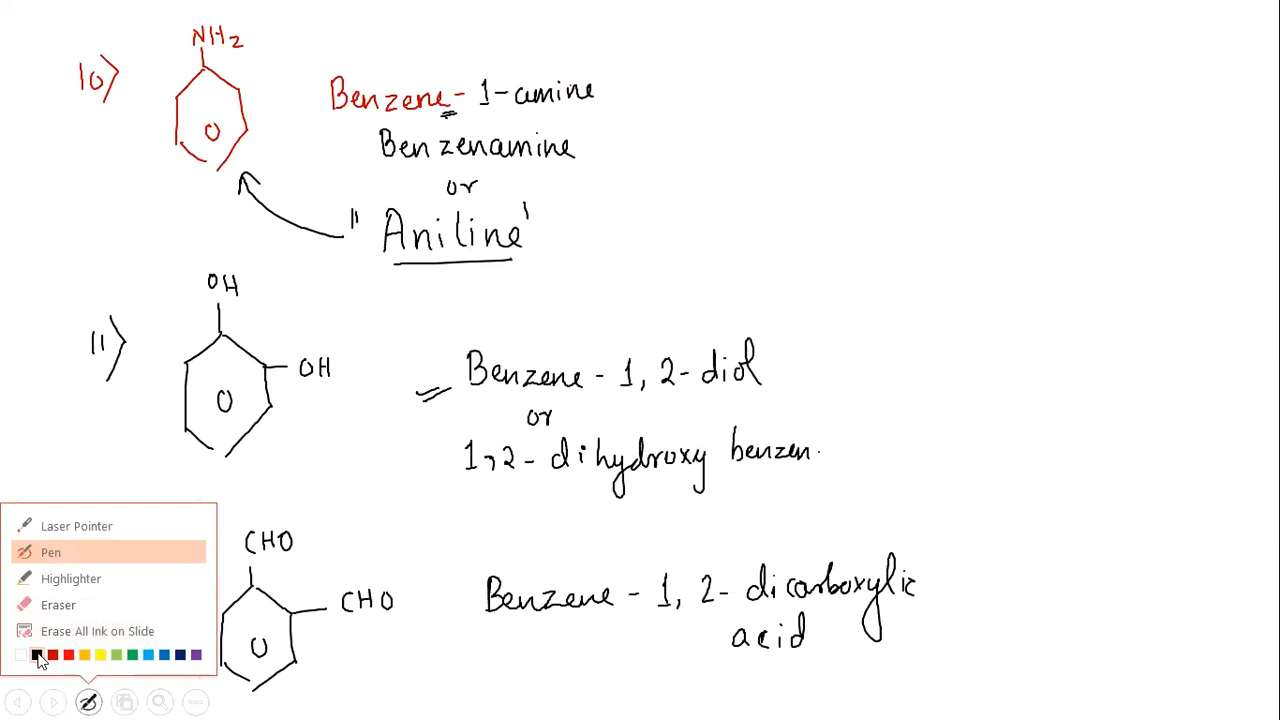 NH2
10)
Benzene- 1-amine
Benzenamine
or
" Aniline'
OH
11)
OH
Benzene - 1, 2- diol
or
1,2- dihydroxy benzen.
Laser Pointer
Pen
Highlighter
Eraser
Erase All Ink on Slide
CHO
CHO
Benzene - 1, 2- dicarboxylic
acid